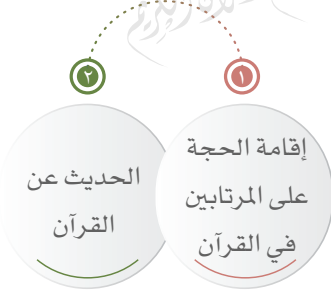 ١
إقامة الحجة
على المرتابين
في القرآن
٢
الحديث عن
القرآن